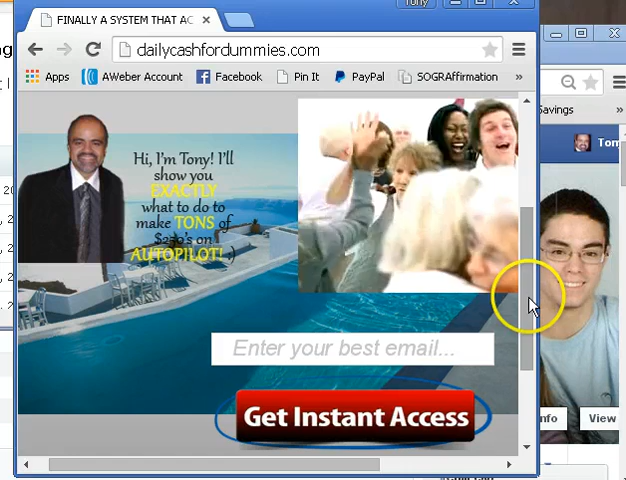 Tony
FINALLY A SYSTEM THAT AC
dailycashfordummies.com
Apps AWeber Account Facebook Pin It PayPal SOGRAffirmation »
Savings »
Hi, I'm Tony! I'll
show you
EXACTLY
what to do to
make TONS of
$250's on
AUTOPILOT! :)
Enter your best email...
Get Instant Access
Tom
nfo
View